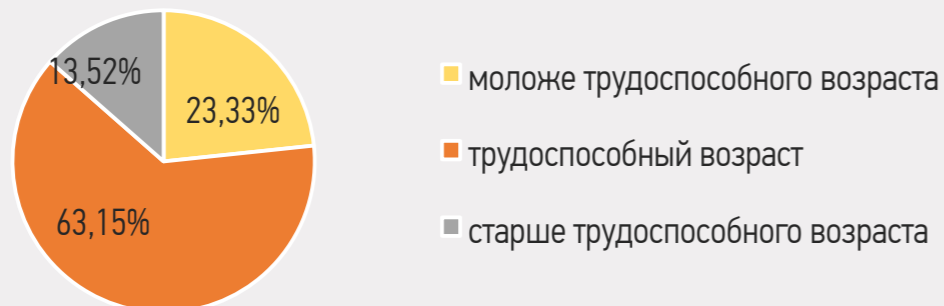 13,52%
23,33%
63,15%
моложе трудоспособного возраста
трудоспособный возраст
старше трудоспособного возраста